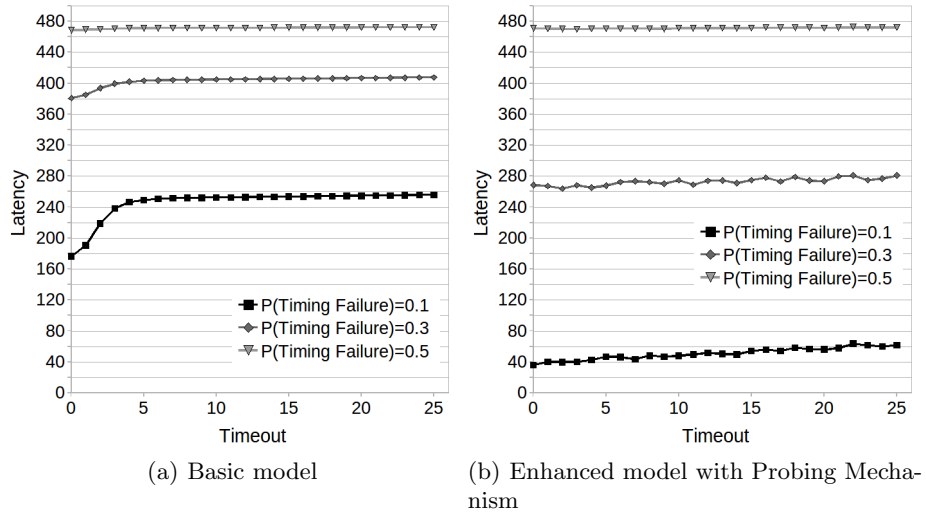 480
440
400
360
320
280
240
200
160
120
80
40
0
Latency
P(Timing Failure)=0.1
P(Timing Failure)=0.3
P(Timing Failure)=0.5
0 5 10 15 20 25
Timeout
(a) Basic model
480
440
400
360
320
280
240
200
160
120
80
40
0
Latency
P(Timing Failure)=0.1
P(Timing Failure)=0.3
P(Timing Failure)=0.5
0 5 10 15 20 25
Timeout
(b) Enhanced model with Probing Mecha-
nism